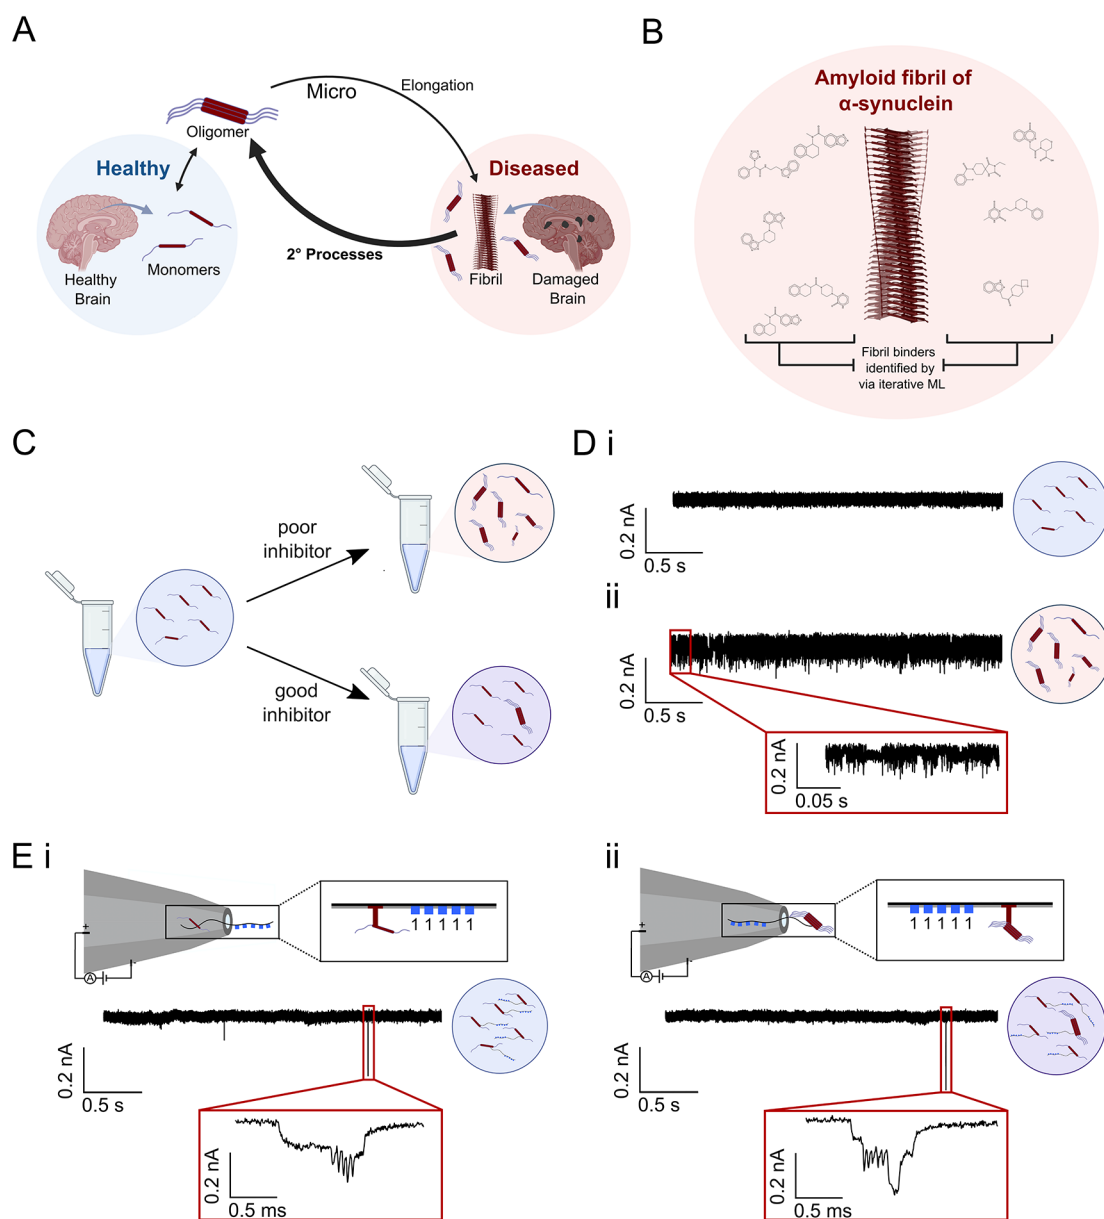 A
Oligomer
Micro
Elongation
Healthy
Diseased
Monomers
Healthy
Brain
2° Processes
Fibril
Damaged
Brain
B
Amyloid fibril of
α-synuclein
Fibril binders
identified by
via iterative ML
C
poor
inhibitor
good
inhibitor
D i
0.2 nA
0.5 s
ii
0.2 nA
0.5 s
0.2 nA
0.05 s
E i
+
-
A
1 1 1 1 1
0.2 nA
0.5 s
0.2 nA
0.5 ms
ii
+
-
A
1 1 1 1 1
0.2 nA
0.5 s
0.2 nA
0.5 ms